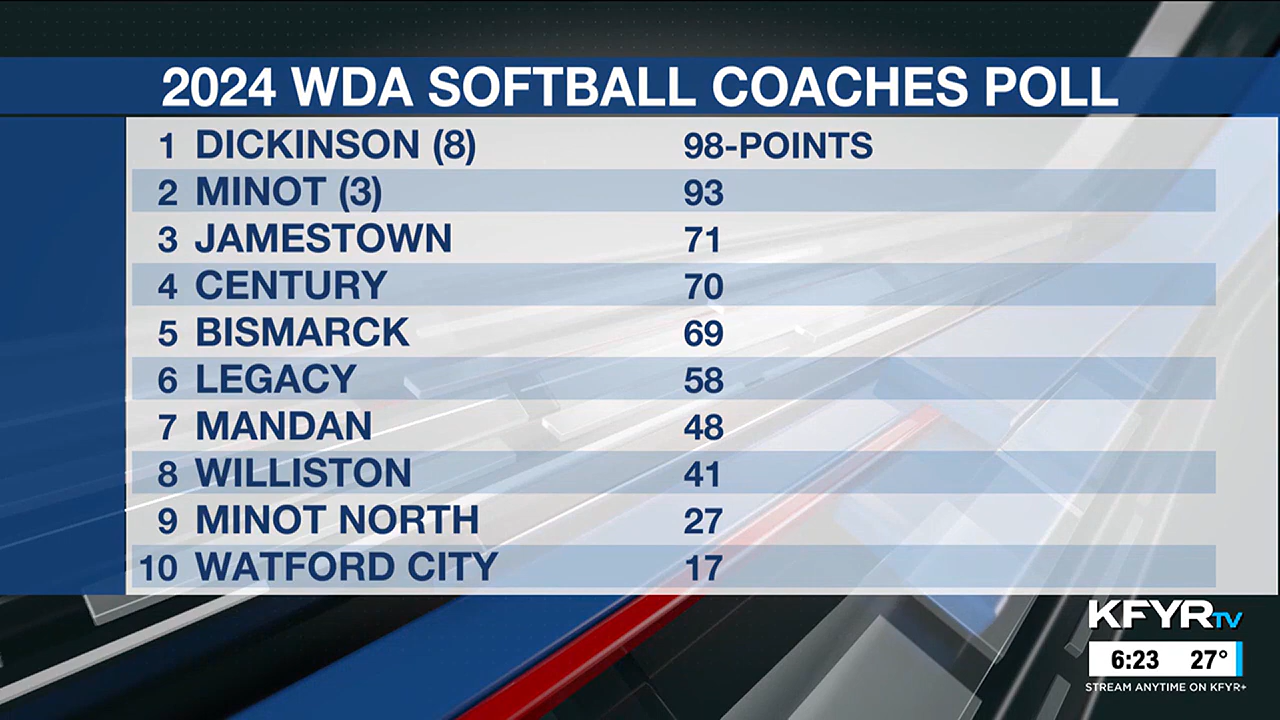 2024 WDA SOFTBALL COACHES POLL
1 DICKINSON (8) 98-POINTS
2 MINOT (3) 93
3 JAMESTOWN 71
4 CENTURY 70
5 BISMARCK 69
6 LEGACY 58
7 MANDAN 48
8 WILLISTON 41
9 MINOT NORTH 27
10 WATFORD CITY 17
KFYR TV
6:23 27°
STREAM ANYTIME ON KFYR+